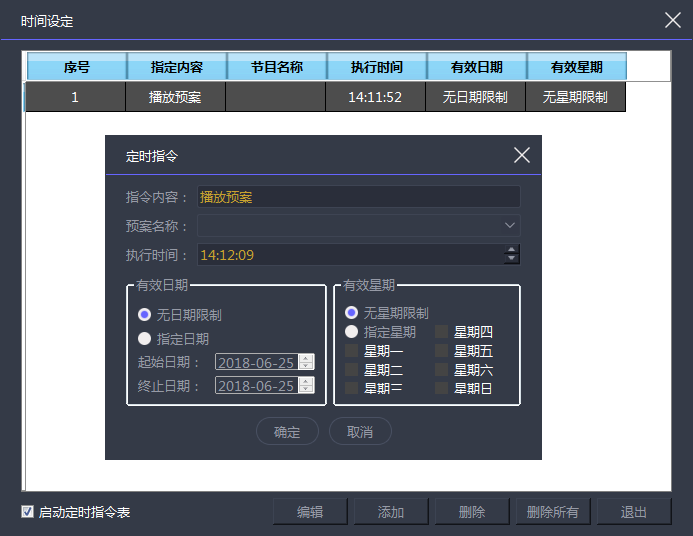 时间设定
序号 指定内容 节目名称 执行时间 有效日期 有效星期
1 播放预案 14:11:52 无日期限制 无星期限制
定时指令
指令内容： 播放预案
预案名称：
执行时间： 14:12:09
有效日期 有效星期
无日期限制 无星期限制
指定日期 指定星期 星期四
星期一 星期五
起始日期： 2018-06-25 星期二 星期六
终止日期： 2018-06-25 星期三 星期日
确定 取消
启动定时指令表 编辑 添加 删除 删除所有 退出